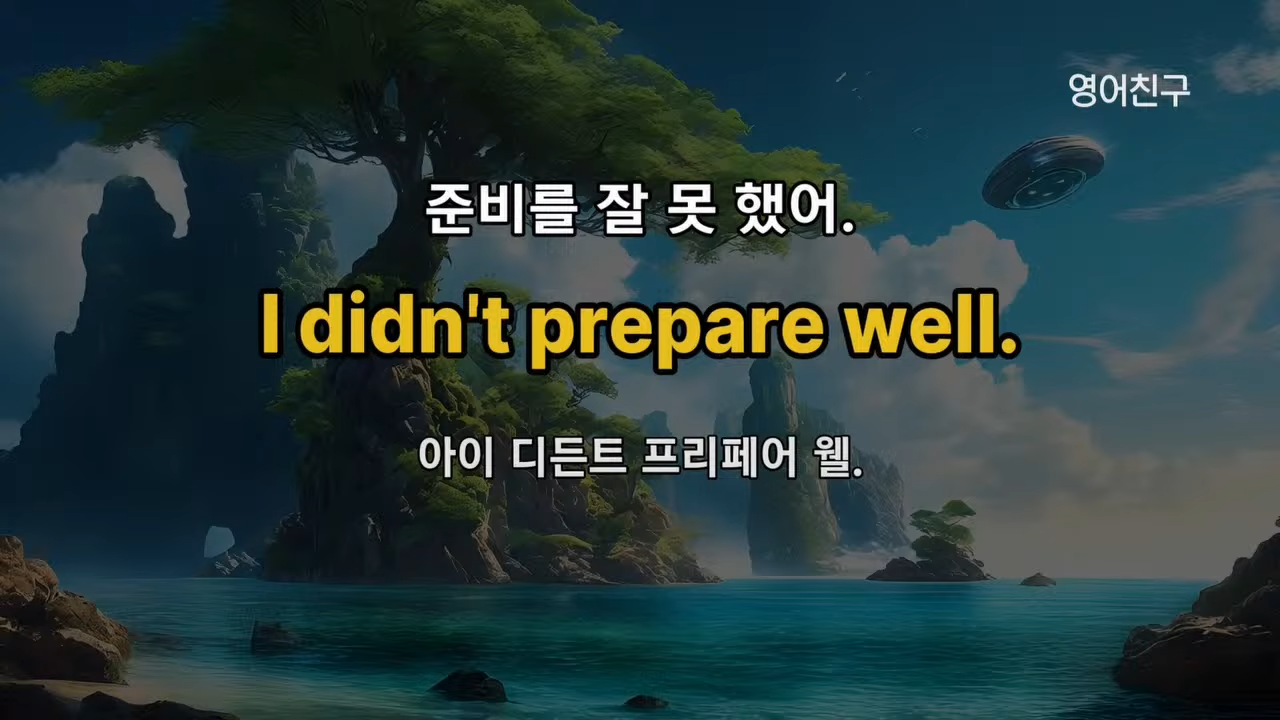 영어친구
준비를 잘 못 했어.
I didn't prepare well.
아이 디든트 프리페어 웰.